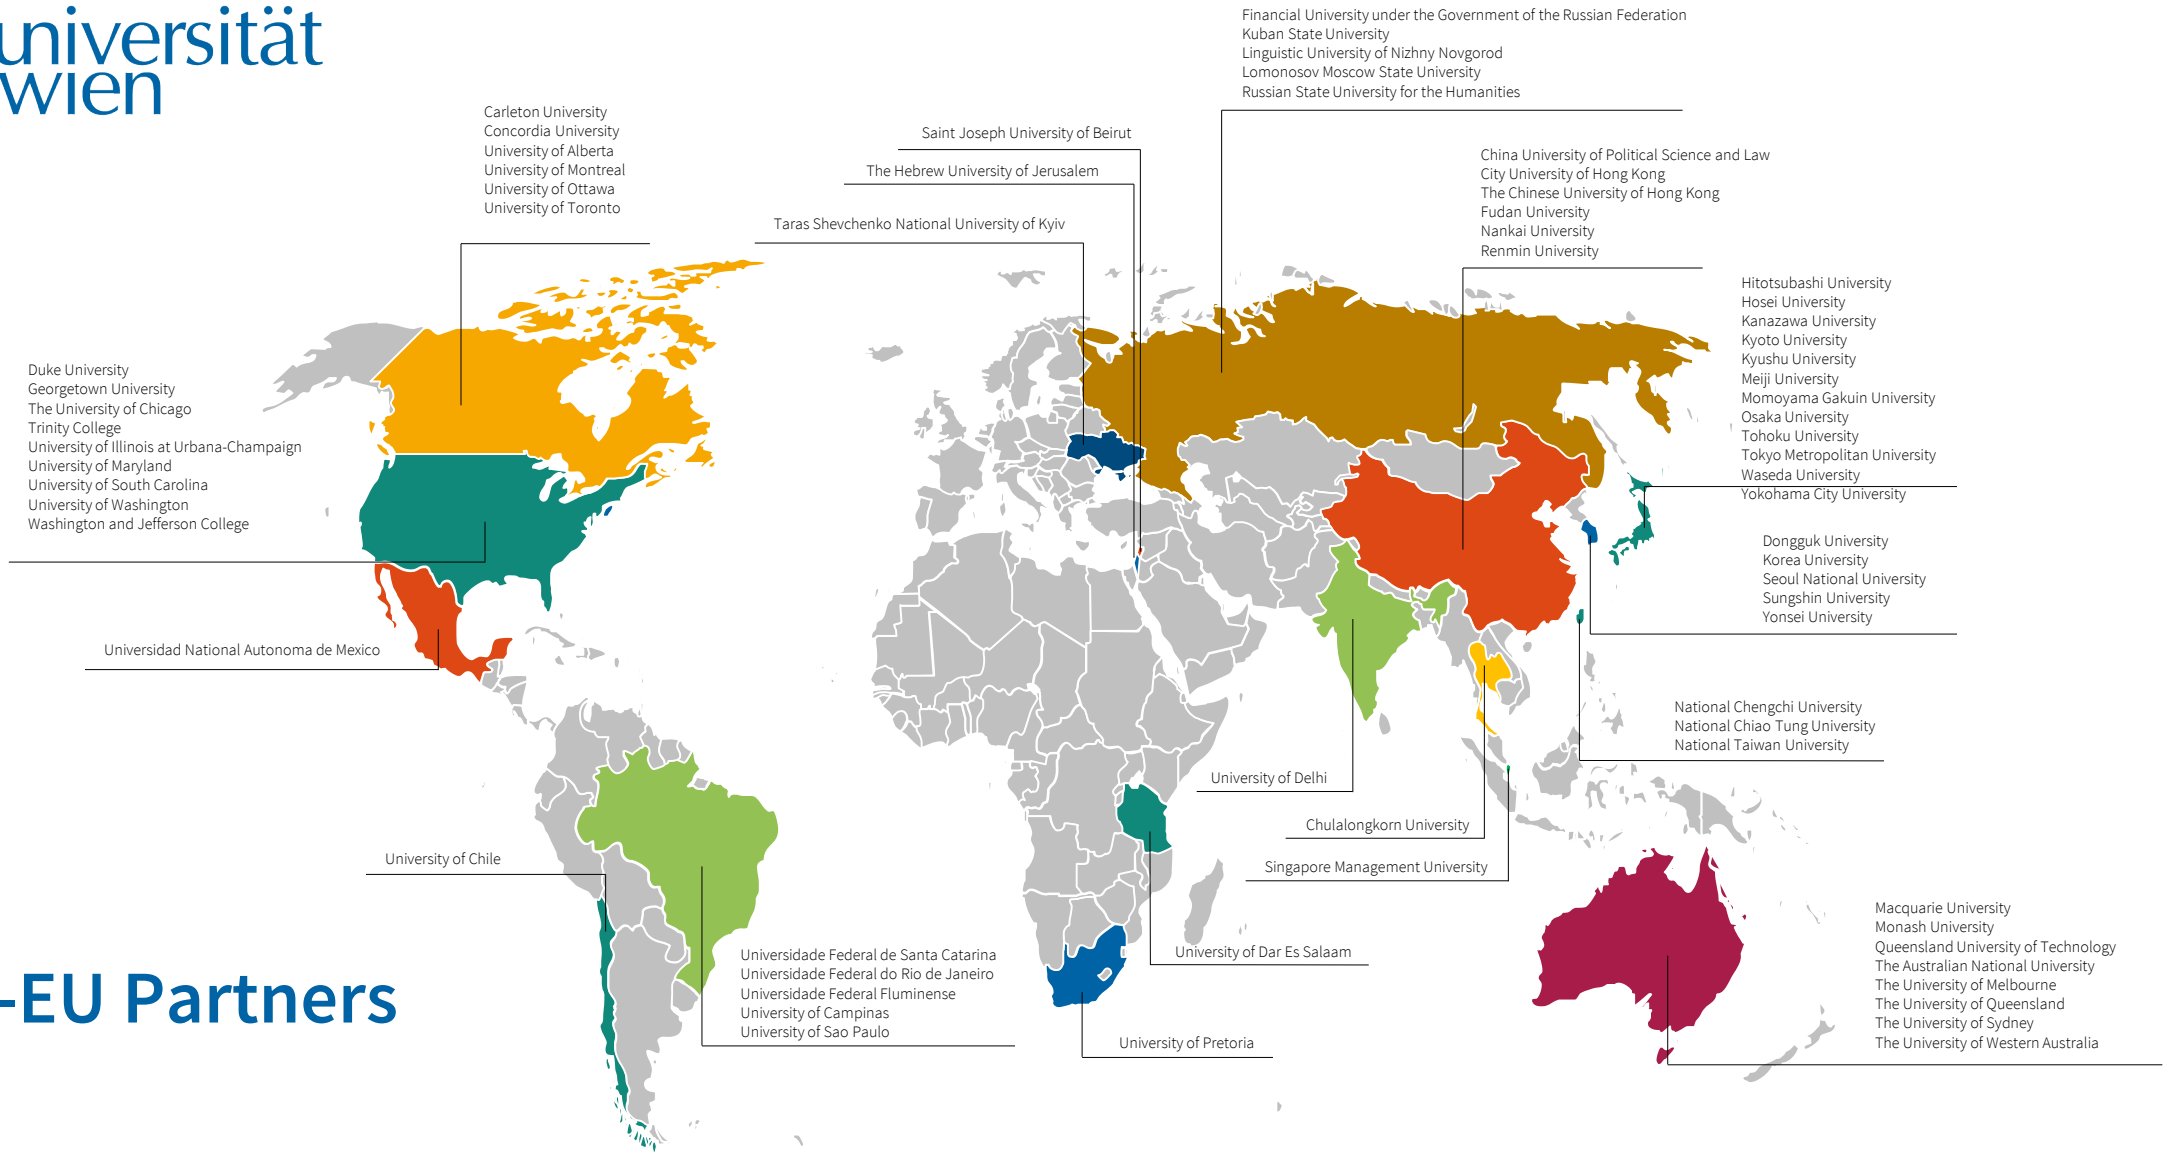 universität
wien
Financial University under the Government of the Russian Federation
Kuban State University
Linguistic University of Nizhny Novgorod
Lomonosov Moscow State University
Russian State University for the Humanities
Carleton University
Concordia University
University of Alberta
University of Montreal
University of Ottawa
University of Toronto
Saint Joseph University of Beirut
The Hebrew University of Jerusalem
Taras Shevchenko National University of Kyiv
China University of Political Science and Law
City University of Hong Kong
The Chinese University of Hong Kong
Fudan University
Nankai University
Renmin University
Hitotsubashi University
Hosei University
Kanazawa University
Kyoto University
Kyushu University
Meiji University
Momoyama Gakuin University
Osaka University
Tohoku University
Tokyo Metropolitan University
Waseda University
Yokohama City University
Duke University
Georgetown University
The University of Chicago
Trinity College
University of Illinois at Urbana-Champaign
University of Maryland
University of South Carolina
University of Washington
Washington and Jefferson College
Dongguk University
Korea University
Seoul National University
Sungshin University
Yonsei University
Universidad National Autonoma de Mexico
National Chengchi University
National Chiao Tung University
National Taiwan University
University of Delhi
Chulalongkorn University
Singapore Management University
University of Chile
Macquarie University
Monash University
Queensland University of Technology
The Australian National University
The University of Melbourne
The University of Queensland
The University of Sydney
The University of Western Australia
Universidade Federal de Santa Catarina
Universidade Federal do Rio de Janeiro
Universidade Federal Fluminense
University of Campinas
University of Sao Paulo
University of Dar Es Salaam
University of Pretoria
-EU Partners